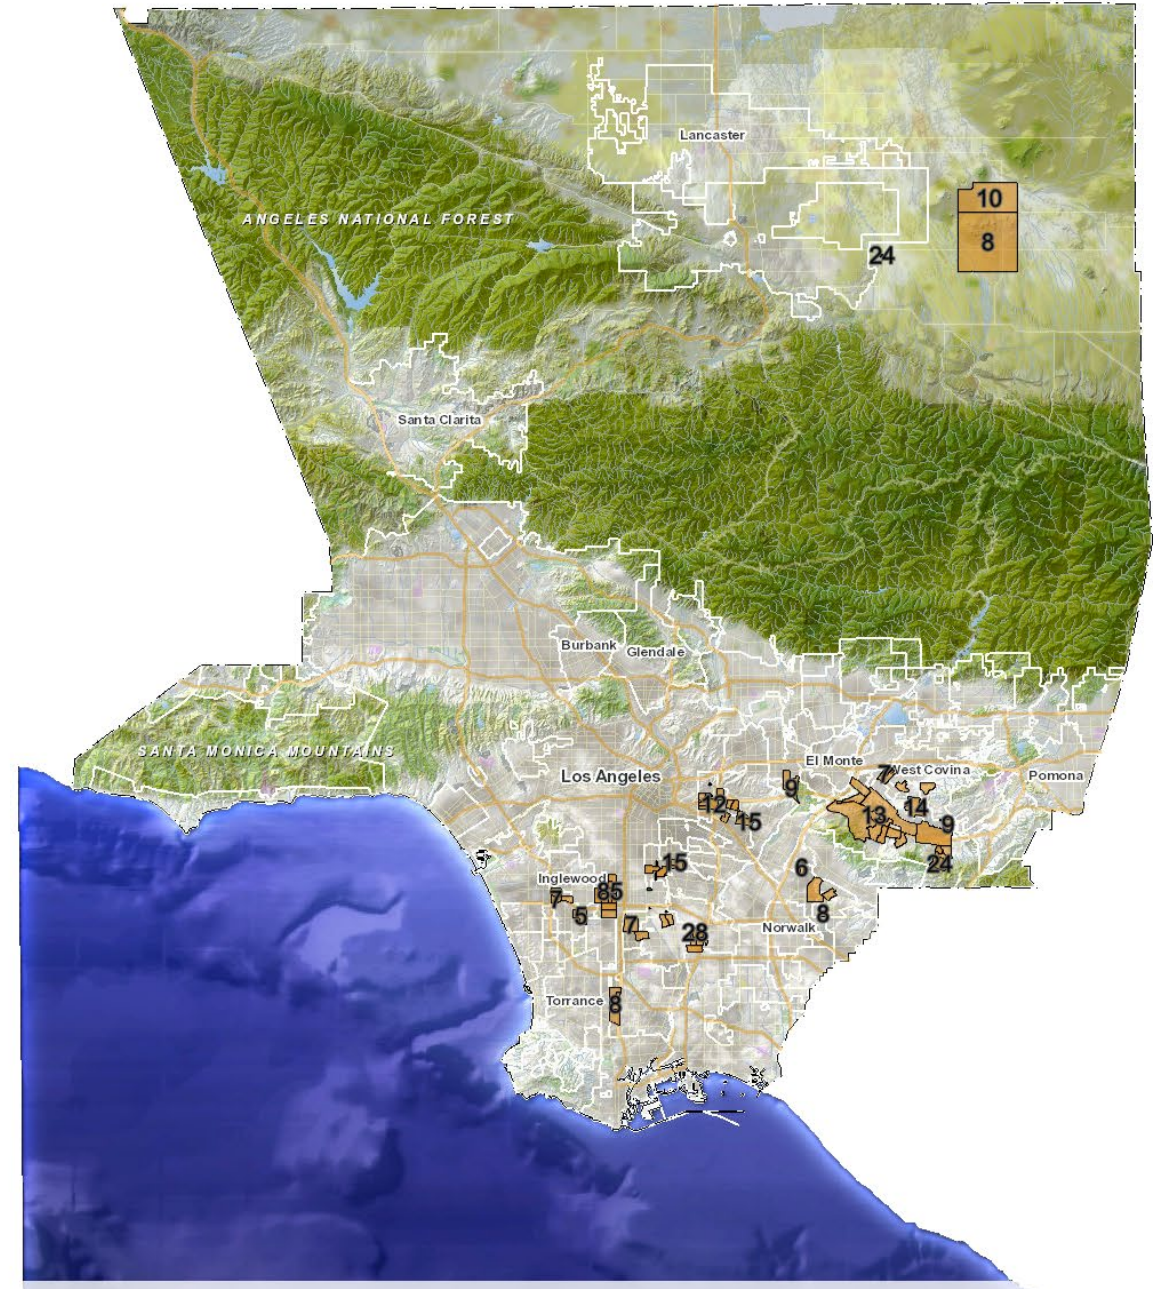 Lancaster
10
ANGELES NATIONAL FOREST
8
24
Santa Clarita
Burbank
Glendale
SANTA MONICA MOUNTAINS
El Monte
West Covina
7
Los Angeles
Pomona
9
12
14
13
15
9
15
24
6
Inglewood
85
7
5
8
7
28
Norwalk
Torrance
8